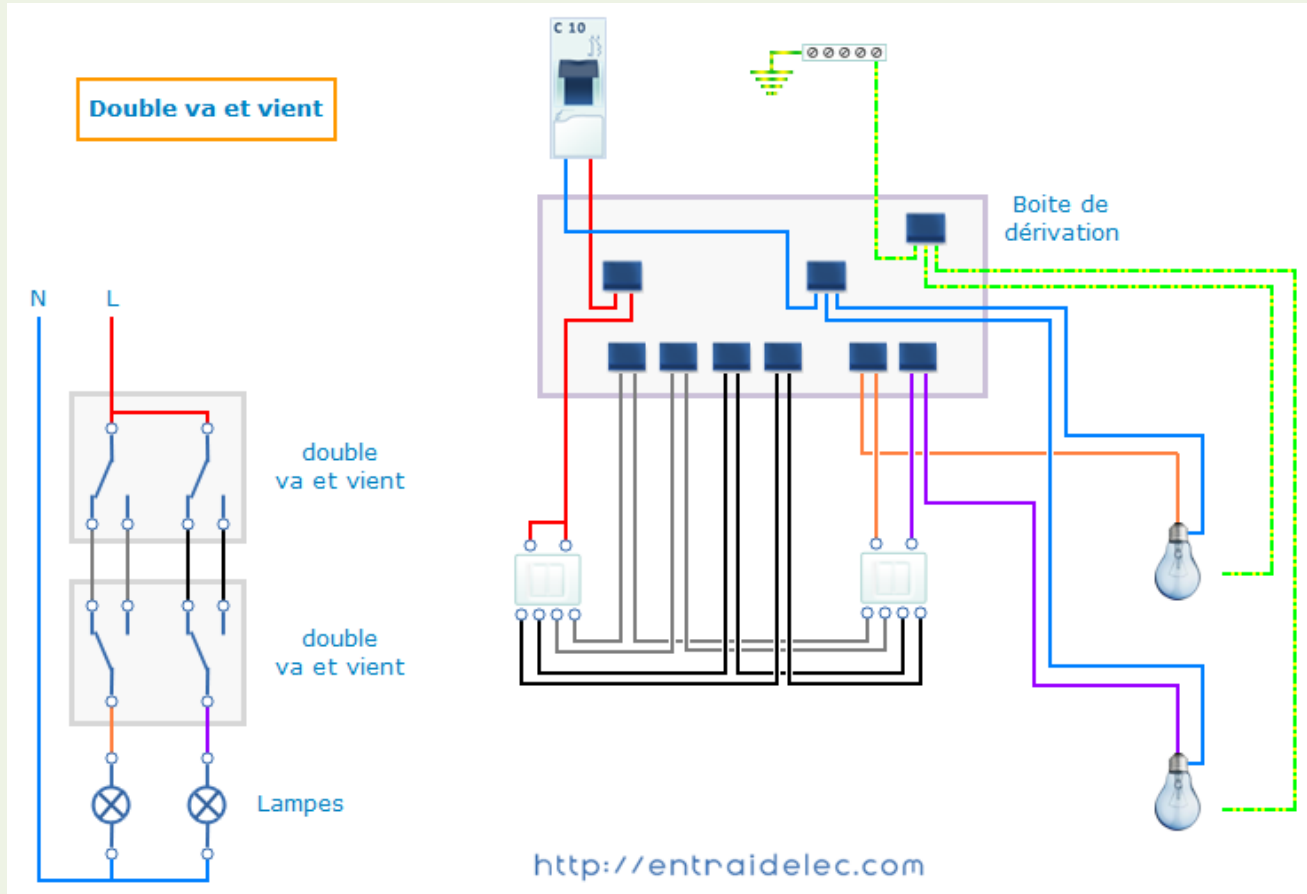 C 10
Double va et vient
Boite de
dérivation
N
L
double
va et vient
double
va et vient
Lampes
http://entraidelec.com